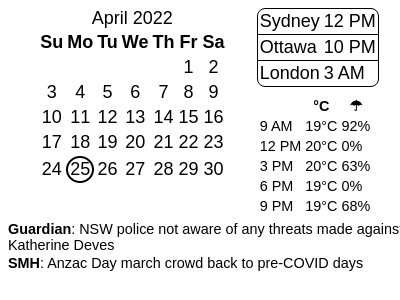 April 2022
Su Mo Tu We Th Fr Sa
1 2
3 4 5 6 7 8 9
10 11 12 13 14 15 16
17 18 19 20 21 22 23
24 25 26 27 28 29 30
Sydney 12 PM
Ottawa 10 PM
London 3 AM
°C ☂
9 AM 19°C 92%
12 PM 20°C 0%
3 PM 20°C 63%
6 PM 19°C 0%
9 PM 19°C 68%
Guardian: NSW police not aware of any threats made against
Katherine Deves
SMH: Anzac Day march crowd back to pre-COVID days